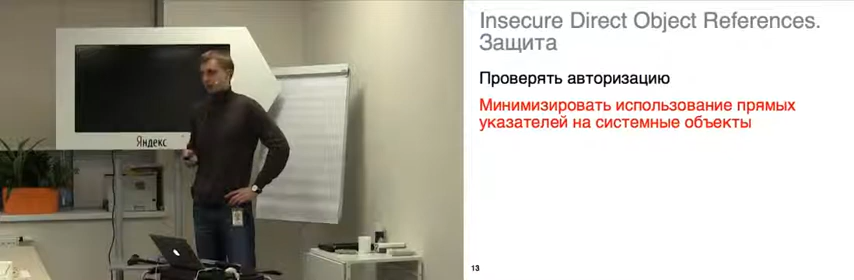 Яндекс
Insecure Direct Object References.
Защита
Проверять авторизацию
Минимизировать использование прямых
указателей на системные объекты
13